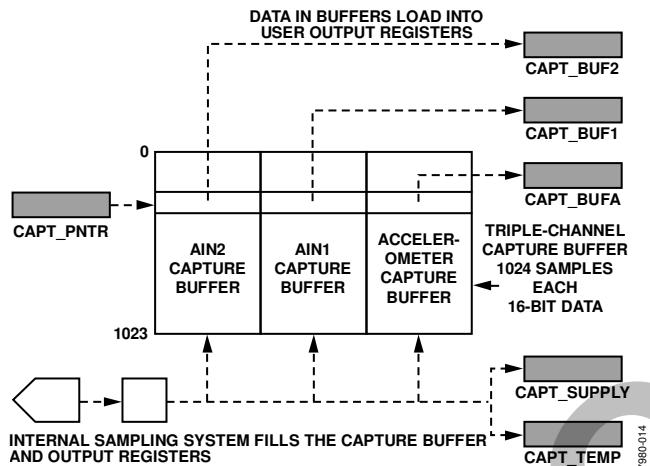 DATA IN BUFFERS LOAD INTO
USER OUTPUT REGISTERS
CAPT_BUF2
CAPT_BUF1
0
CAPT_BUFA
CAPT_PNTR
AIN2
CAPTURE
BUFFER
AIN1
CAPTURE
BUFFER
ACCELER-
OMETER
CAPTURE
BUFFER
TRIPLE-CHANNEL
CAPTURE BUFFER
1024 SAMPLES
EACH
16-BIT DATA
1023
CAPT_SUPPLY
INTERNAL SAMPLING SYSTEM FILLS THE CAPTURE BUFFER
AND OUTPUT REGISTERS
CAPT_TEMP
7980-014